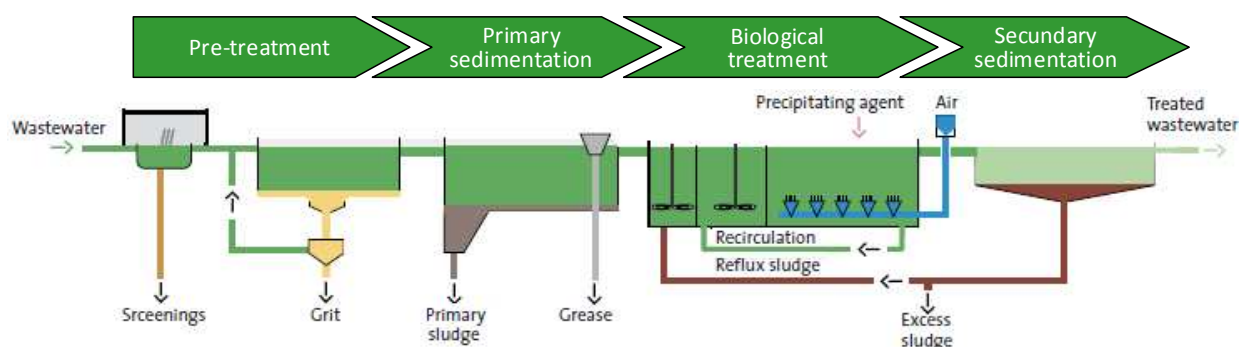 Pre-treatment
Primary
sedimentation
Biological
treatment
Secundary
sedimentation
Wastewater
Precipitating agent
Air
Treated
wastewater
Recirculation
Reflux sludge
Srceenings
Grit
Primary
sludge
Grease
Excess
sludge